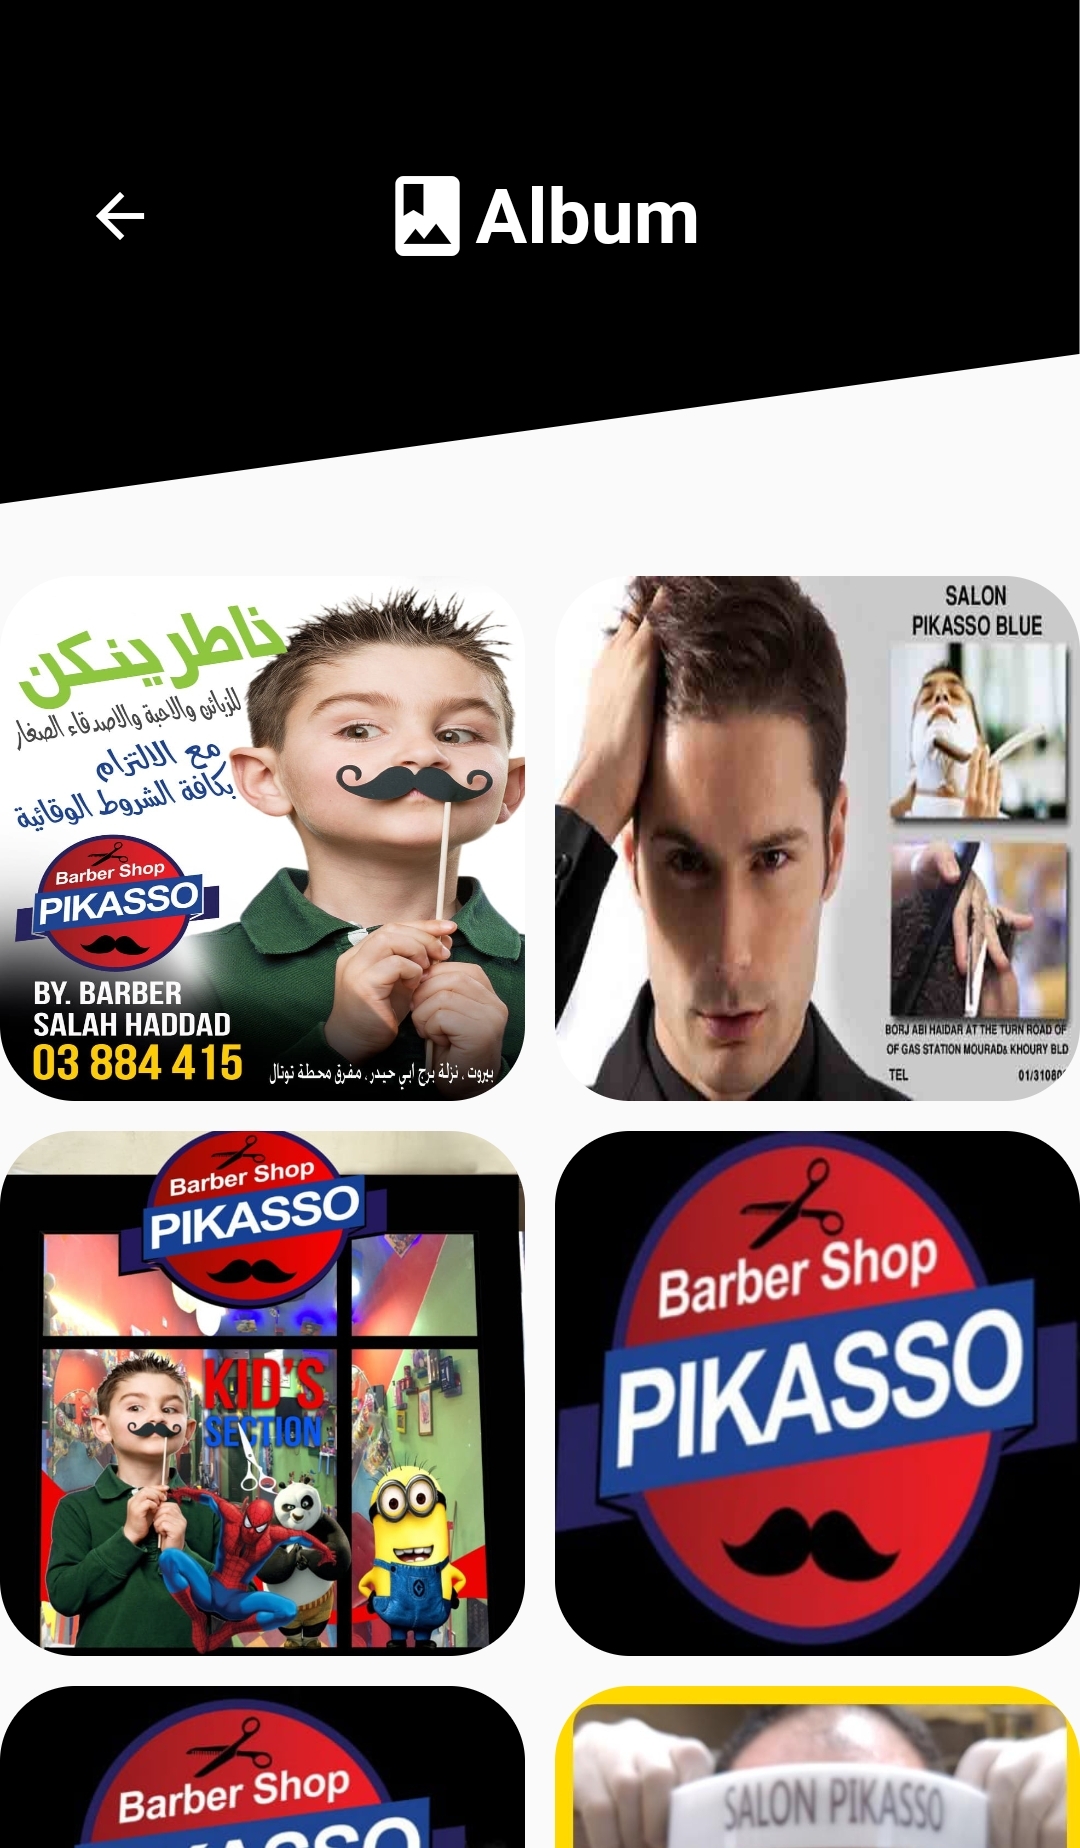 Album
ناطرينكن
للزبائن والاحبة والاصدقاء الصغار
مع الالتزام
بكافة الشروط الوقائية
Barber Shop
PIKASSO
BY. BARBER
SALAH HADDAD
03 884 415
بيروت . نزلة برج ابي حيدر . مفرق محطة توتال
SALON
PIKASSO BLUE
BORJ ABI HAIDAR AT THE TURN ROAD OF
OF GAS STATION MOURAD& KHOURY BLD
TEL
Barber Shop
PIKASSO
KID'S
SECTION
Barber Shop
PIKASSO
Barber Shop
SALON PIKASSO